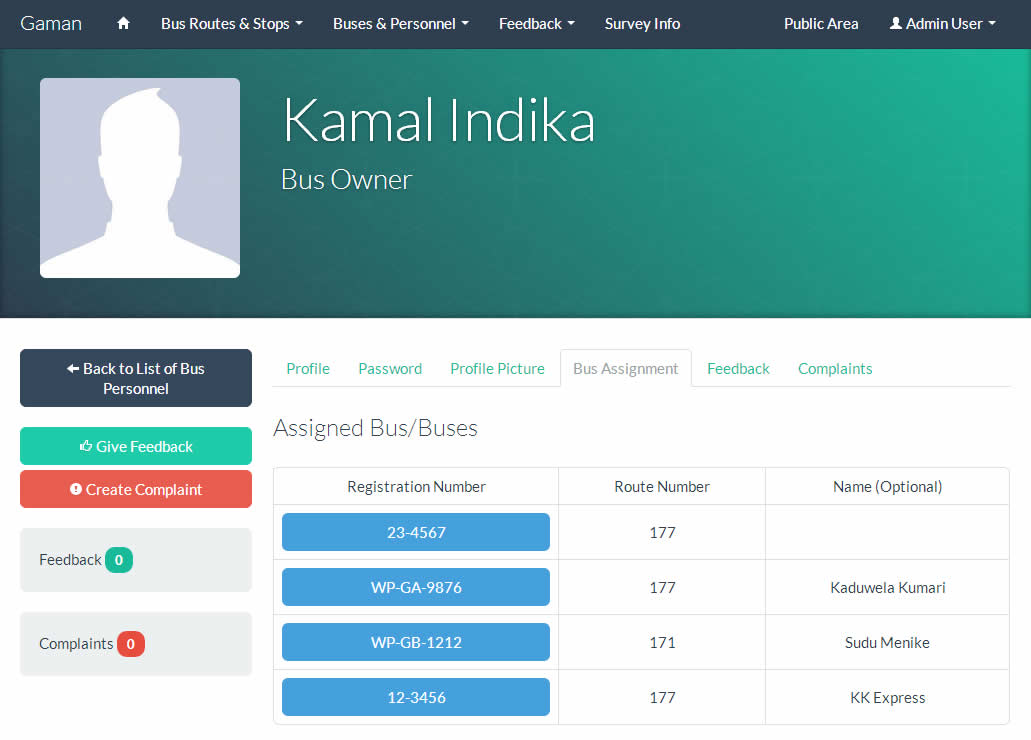 Gaman Bus Routes & Stops Buses & Personnel Feedback Survey Info Public Area Admin User
Kamal Indika
Bus Owner
Back to List of Bus
Personnel
Give Feedback
Create Complaint
Feedback 0
Complaints 0
Profile Password Profile Picture Bus Assignment Feedback Complaints
Assigned Bus/Buses
Registration Number Route Number Name (Optional)
23-4567 177
WP-GA-9876 177 Kaduwela Kumari
WP-GB-1212 171 Sudu Menike
12-3456 177 KK Express